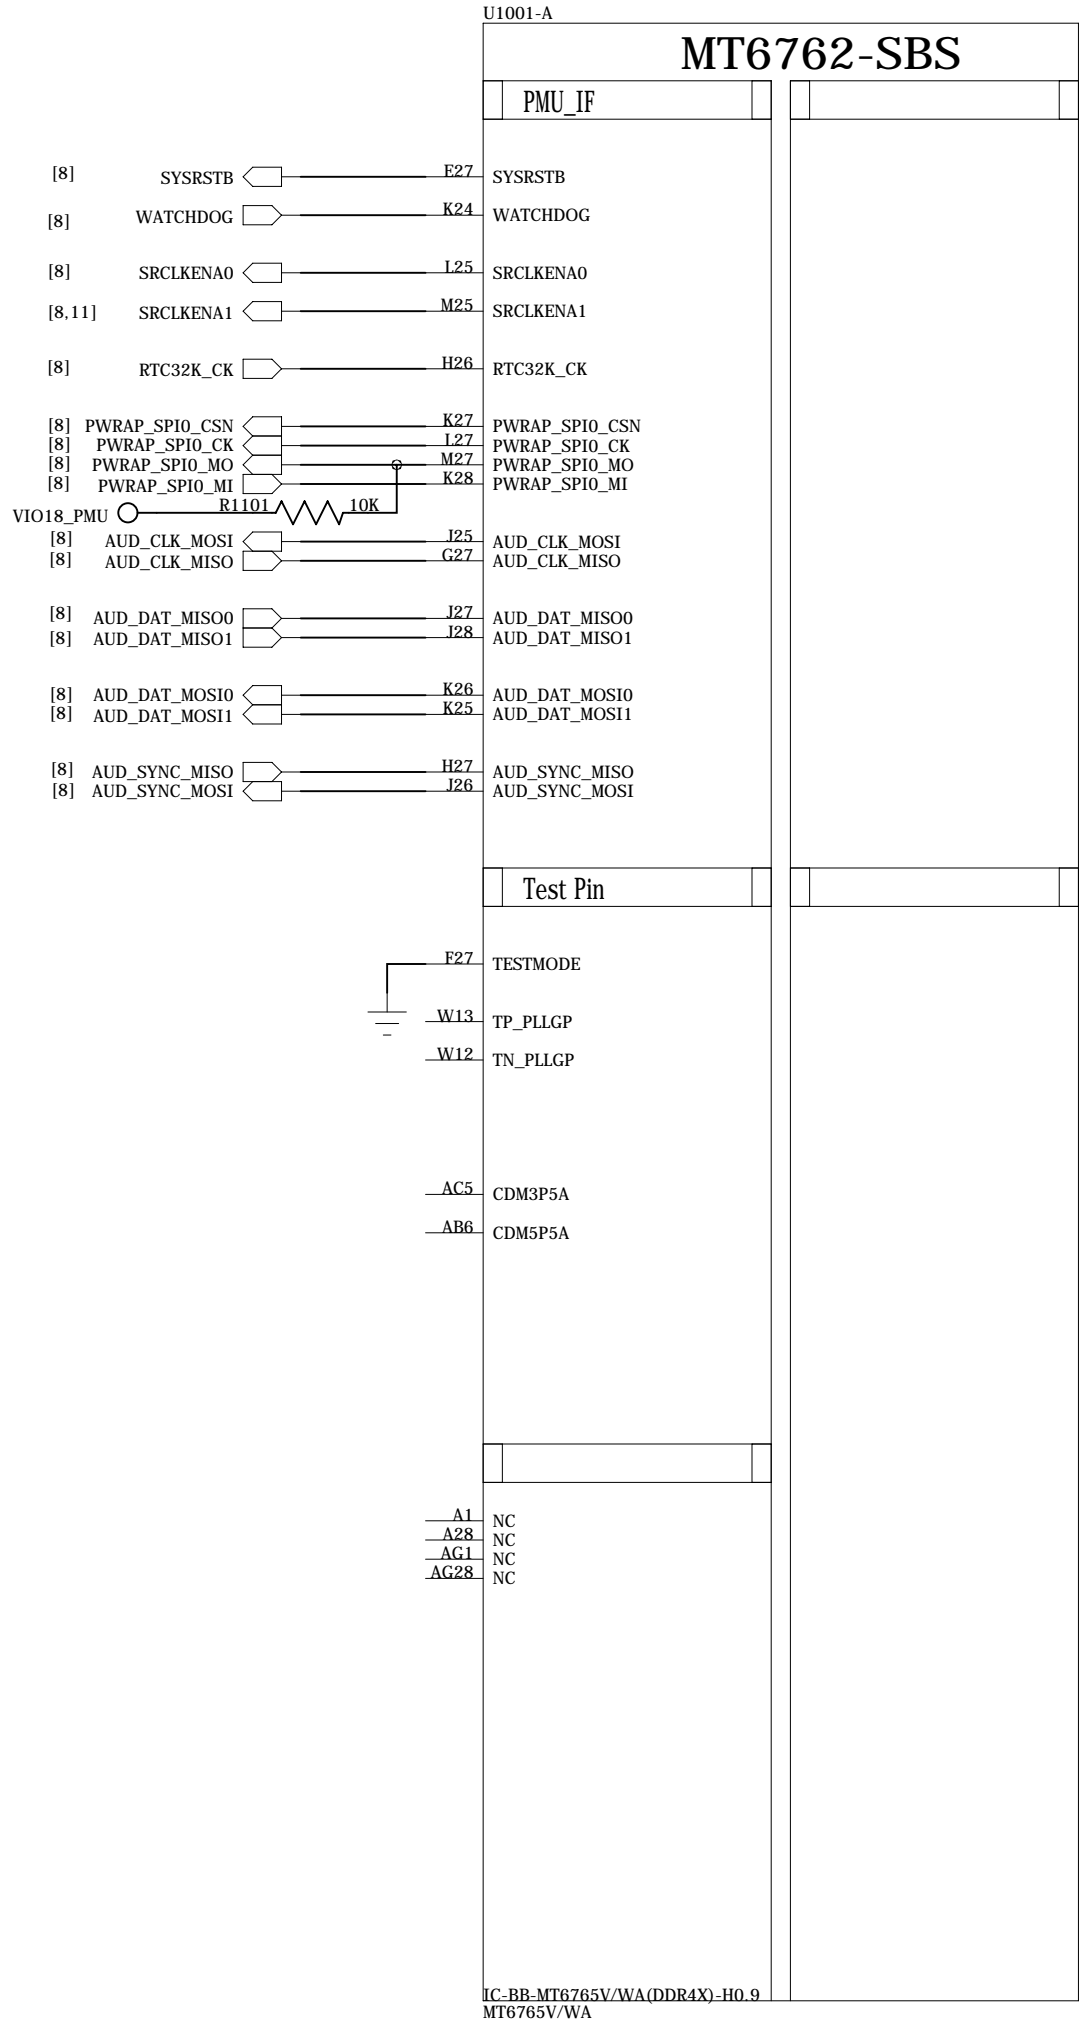 U1001-A
MT6762-SBS
PMU_IF
[8] SYSRSTB E27 SYSRSTB
[8] WATCHDOG K24 WATCHDOG
[8] SRCLKENA0 L25 SRCLKENA0
[8,11] SRCLKENA1 M25 SRCLKENA1
[8] RTC32K_CK H26 RTC32K_CK
[8] PWRAP_SPI0_CSN K27 PWRAP_SPI0_CSN
[8] PWRAP_SPI0_CK L27 PWRAP_SPI0_CK
[8] PWRAP_SPI0_MO M27 PWRAP_SPI0_MO
[8] PWRAP_SPI0_MI K28 PWRAP_SPI0_MI
VIO18_PMU R1101 10K
[8] AUD_CLK_MOSI J25 AUD_CLK_MOSI
[8] AUD_CLK_MISO G27 AUD_CLK_MISO
[8] AUD_DAT_MISO0 J27 AUD_DAT_MISO0
[8] AUD_DAT_MISO1 J28 AUD_DAT_MISO1
[8] AUD_DAT_MOSI0 K26 AUD_DAT_MOSI0
[8] AUD_DAT_MOSI1 K25 AUD_DAT_MOSI1
[8] AUD_SYNC_MISO H27 AUD_SYNC_MISO
[8] AUD_SYNC_MOSI J26 AUD_SYNC_MOSI
Test Pin
F27 TESTMODE
W13 TP_PLLGP
W12 TN_PLLGP
AC5 CDM3P5A
AB6 CDM5P5A
A1 NC
A28 NC
AG1 NC
AG28 NC
IC-BB-MT6765V/WA(DDR4X)-H0.9
MT6765V/WA